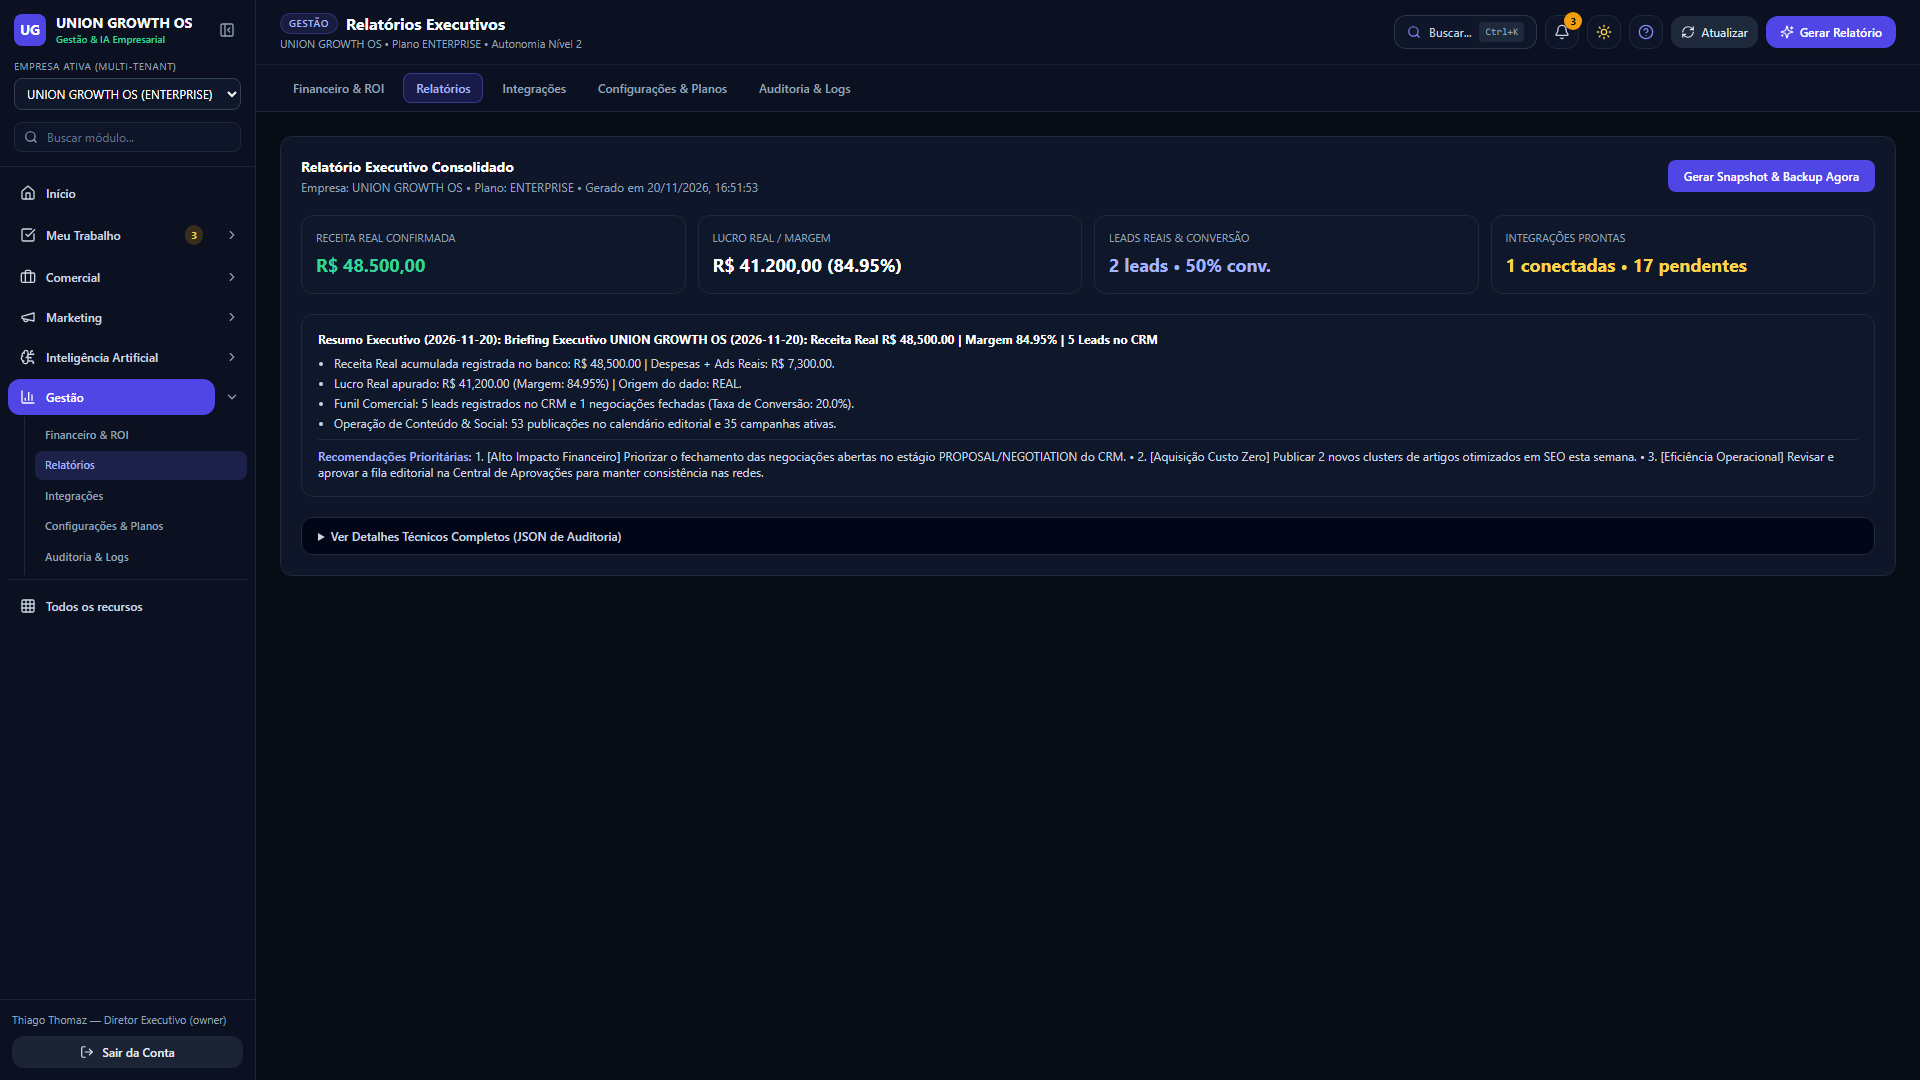 UG
UNION GROWTH OS
Gestão & IA Empresarial
EMPRESA ATIVA (MULTI-TENANT)
UNION GROWTH OS (ENTERPRISE)
Buscar módulo...
Início
Meu Trabalho
3
Comercial
Marketing
Inteligência Artificial
Gestão
Financeiro & ROI
Relatórios
Integrações
Configurações & Planos
Auditoria & Logs
Todos os recursos
Thiago Thomaz — Diretor Executivo (owner)
Sair da Conta
GESTÃO
Relatórios Executivos
UNION GROWTH OS • Plano ENTERPRISE • Autonomia Nível 2
Buscar...
Ctrl+K
3
Atualizar
Gerar Relatório
Financeiro & ROI
Relatórios
Integrações
Configurações & Planos
Auditoria & Logs
Relatório Executivo Consolidado
Empresa: UNION GROWTH OS • Plano: ENTERPRISE • Gerado em 20/11/2026, 16:51:53
Gerar Snapshot & Backup Agora
RECEITA REAL CONFIRMADA
R$ 48.500,00
LUCRO REAL / MARGEM
R$ 41.200,00 (84.95%)
LEADS REAIS & CONVERSÃO
2 leads • 50% conv.
INTEGRAÇÕES PRONTAS
1 conectadas • 17 pendentes
Resumo Executivo (2026-11-20): Briefing Executivo UNION GROWTH OS (2026-11-20): Receita Real R$ 48,500.00 | Margem 84.95% | 5 Leads no CRM
• Receita Real acumulada registrada no banco: R$ 48,500.00 | Despesas + Ads Reais: R$ 7,300.00.
• Lucro Real apurado: R$ 41,200.00 (Margem: 84.95%) | Origem do dado: REAL.
• Funil Comercial: 5 leads registrados no CRM e 1 negociações fechadas (Taxa de Conversão: 20.0%).
• Operação de Conteúdo & Social: 53 publicações no calendário editorial e 35 campanhas ativas.
Recomendações Prioritárias: 1. [Alto Impacto Financeiro] Priorizar o fechamento das negociações abertas no estágio PROPOSAL/NEGOTIATION do CRM. • 2. [Aquisição Custo Zero] Publicar 2 novos clusters de artigos otimizados em SEO esta semana. • 3. [Eficiência Operacional] Revisar e
aprovar a fila editorial na Central de Aprovações para manter consistência nas redes.
Ver Detalhes Técnicos Completos (JSON de Auditoria)